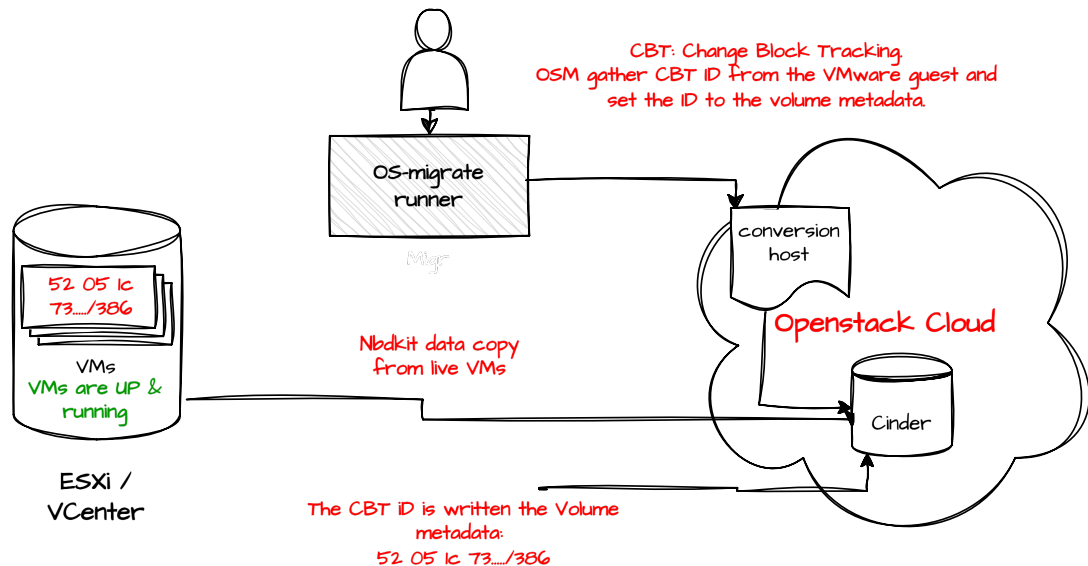 CBT: Change Block Tracking.
OSM gather CBT ID from the VMware guest and
set the ID to the volume metadata.
OS-migrate
runner
Migr
conversion
host
52 05 1c
73...../386
VMs
VMs are UP &
running
Nbdkit data copy
from live VMs
Openstack Cloud
Cinder
ESXi /
VCenter
The CBT iD is written the Volume
metadata:
52 05 1c 73...../386